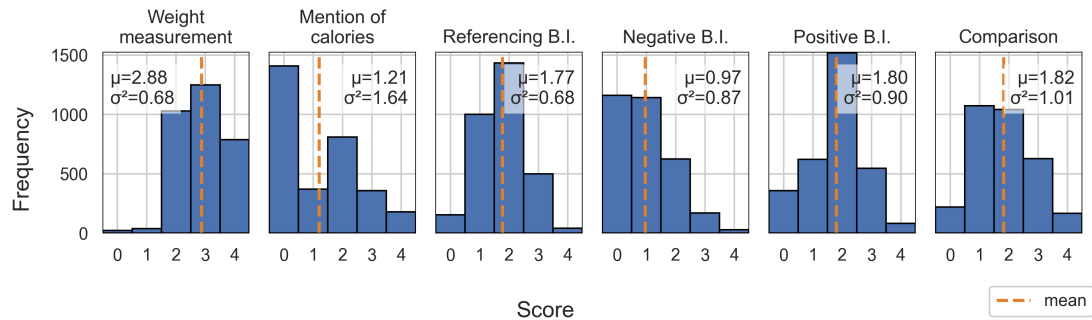 Weight
measurement
Mention of
calories
Referencing B.I.
Negative B.I.
Positive B.I.
Comparison
Frequency
1500
1000
500
0
μ=2.88
σ²=0.68
μ=1.21
σ²=1.64
μ=1.77
σ²=0.68
μ=0.97
σ²=0.87
μ=1.80
σ²=0.90
μ=1.82
σ²=1.01
0 1 2 3 4
0 1 2 3 4
0 1 2 3 4
0 1 2 3 4
0 1 2 3 4
0 1 2 3 4
Score
mean